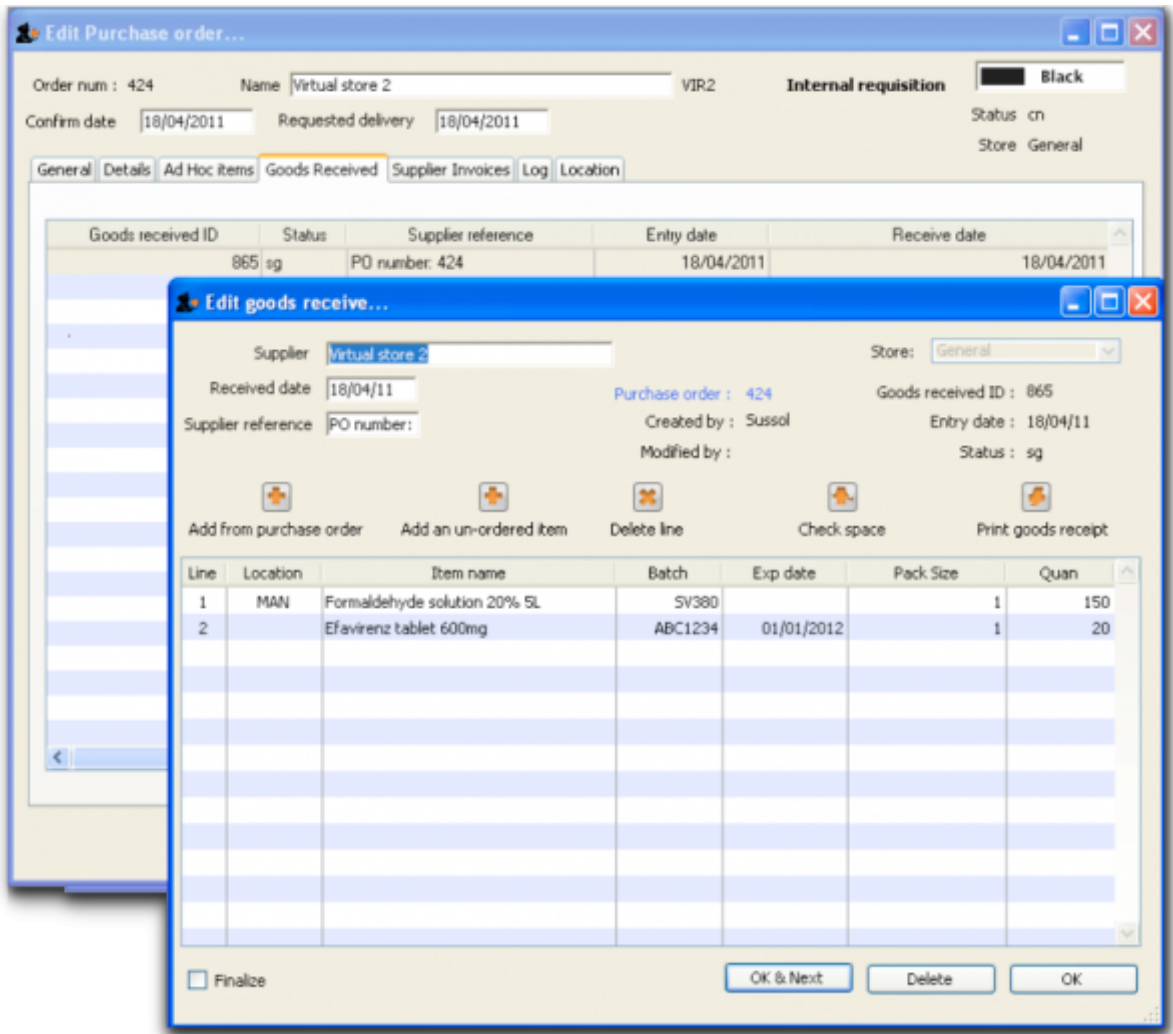 Edit Purchase order...
Order num : 424 Name Virtual store 2 VIR2 Internal requisition Black
Confirm date 18/04/2011 Requested delivery 18/04/2011 Status cn
Store General
General Details Ad Hoc items Goods Received Supplier Invoices Log Location
Goods received ID Status Supplier reference Entry date Receive date
865 sg PO number: 424 18/04/2011 18/04/2011
Edit goods receive...
Supplier Virtual store 2 Store: General
Received date 18/04/11 Purchase order : 424 Goods received ID : 865
Supplier reference PO number: Created by : Sussol Entry date : 18/04/11
Modified by : Status : sg
Add from purchase order Add an un-ordered item Delete line Check space Print goods receipt
Line Location Item name Batch Exp date Pack Size Quan
1 MAN Formaldehyde solution 20% 5L SV380 1 150
2 Efavirenz tablet 600mg ABC1234 01/01/2012 1 20
Finalize OK & Next Delete OK